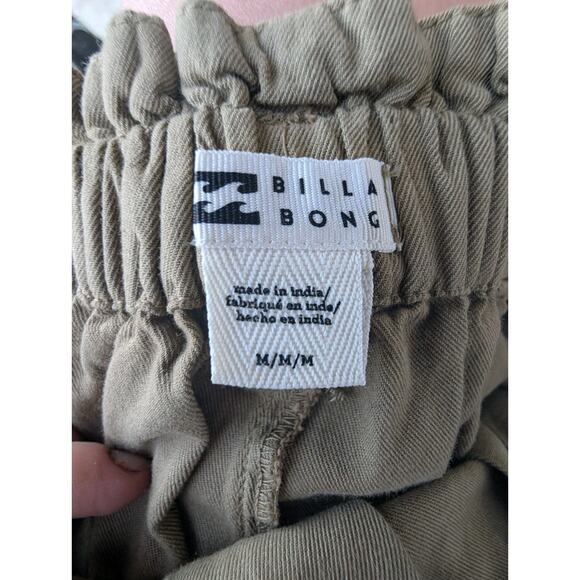 BILLA
BONG
made in india/
fabriqué en inde/
hecho en india
M/M/M